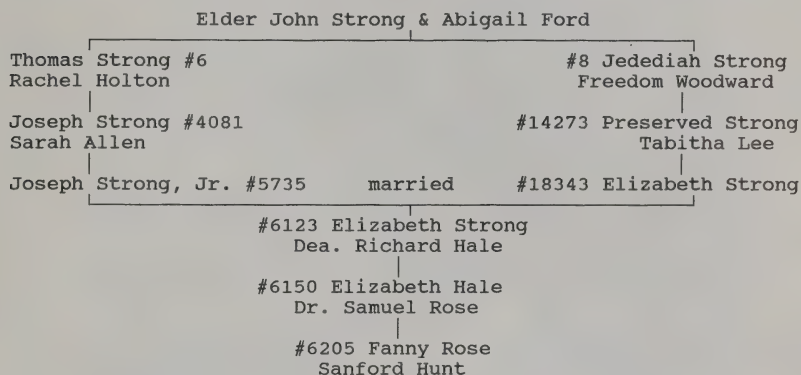 Elder John Strong & Abigail Ford
Thomas Strong #6 #8 Jedediah Strong
Rachel Holton Freedom Woodward
Joseph Strong #4081 #14273 Preserved Strong
Sarah Allen Tabitha Lee
Joseph Strong, Jr. #5735 married #18343 Elizabeth Strong
#6123 Elizabeth Strong
Dea. Richard Hale
#6150 Elizabeth Hale
Dr. Samuel Rose
#6205 Fanny Rose
Sanford Hunt